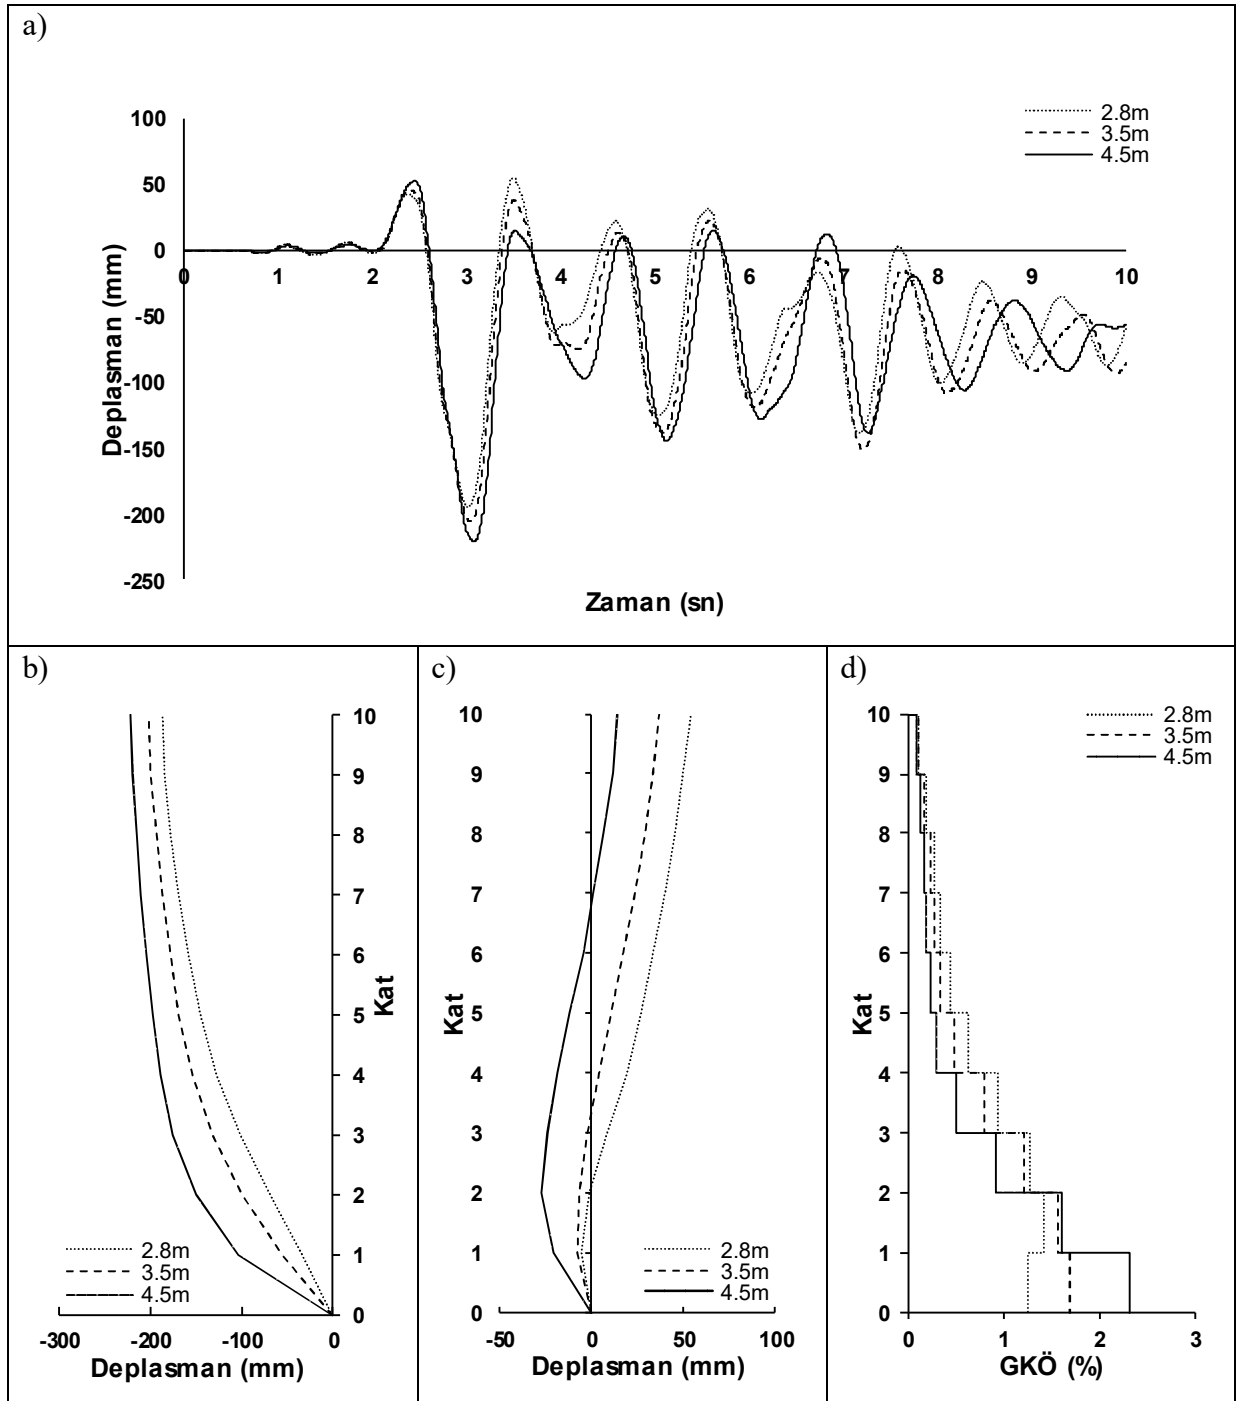 a)
100
50
0
-50
-100
-150
-200
-250
0 1 2 3 4 5 6 7 8 9 10
Deplasman (mm)
Zaman (sn)
2.8m
3.5m
4.5m
b)
10
9
8
7
6
5
4
3
2
1
0
Kat
2.8m
3.5m
4.5m
-300 -200 -100 0
Deplasman (mm)
c)
10
9
8
7
6
5
4
3
2
1
0
Kat
2.8m
3.5m
4.5m
-50 0 50 100
Deplasman (mm)
d)
2.8m
3.5m
4.5m
10
9
8
7
6
5
4
3
2
1
0
Kat
0 1 2 3
GKÖ (%)